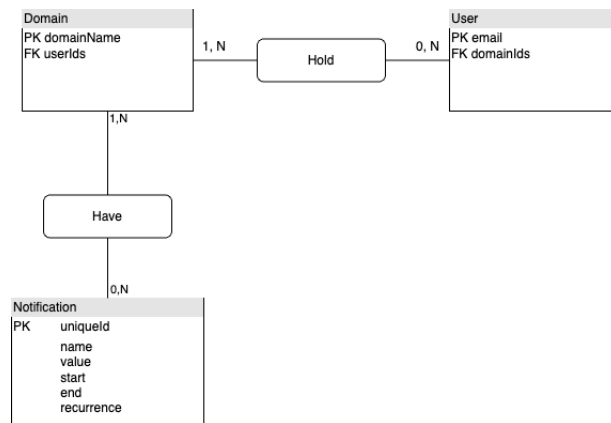 Domain
PK domainName
FK userIds
1, N
Hold
0, N
User
PK email
FK domainIds
1,N
Have
0,N
Notification
PK uniqueId
name
value
start
end
recurrence